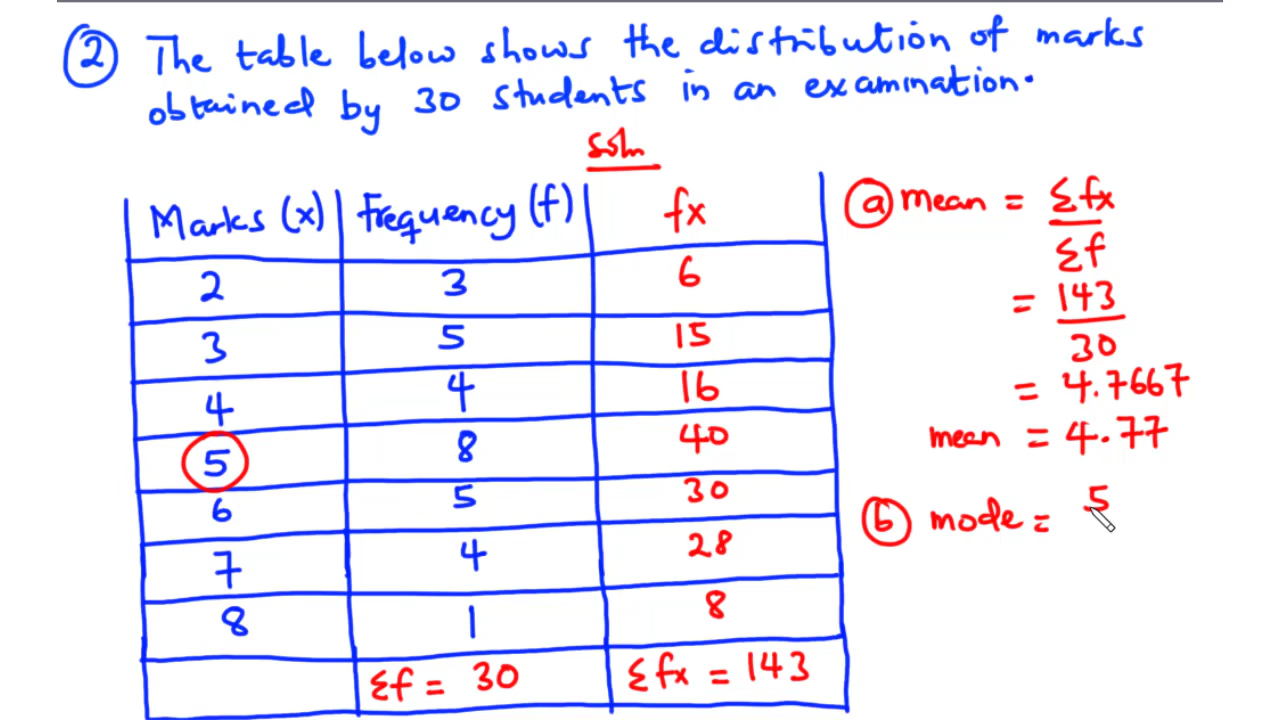 ② The table below shows the distribution of marks
obtained by 30 students in an examination.
Soln
Marks (x) Frequency (f) fx
2 3 6
3 5 15
4 4 16
5 8 40
6 5 30
7 4 28
8 1 8
Σf = 30 Σfx = 143
ⓐ mean = Σfx
Σf
= 143
30
= 4.7667
mean = 4.77
ⓑ mode = 5